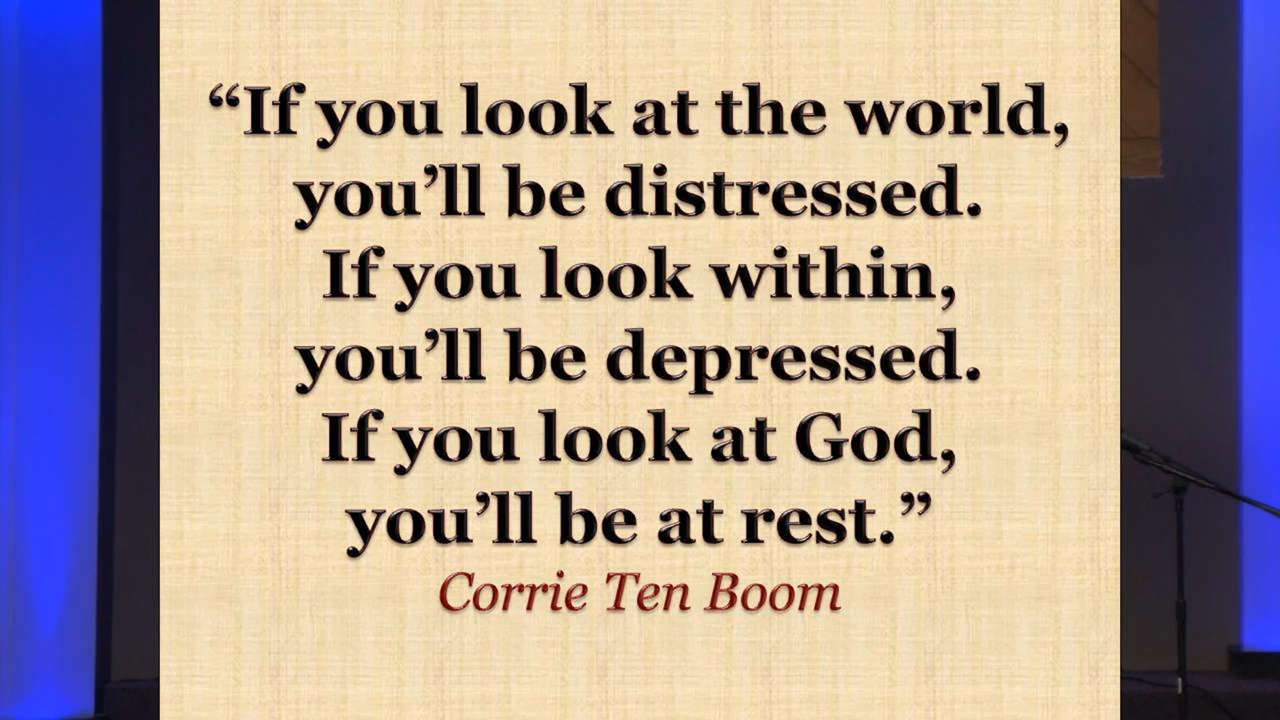 “If you look at the world,
you’ll be distressed.
If you look within,
you’ll be depressed.
If you look at God,
you’ll be at rest.”
Corrie Ten Boom